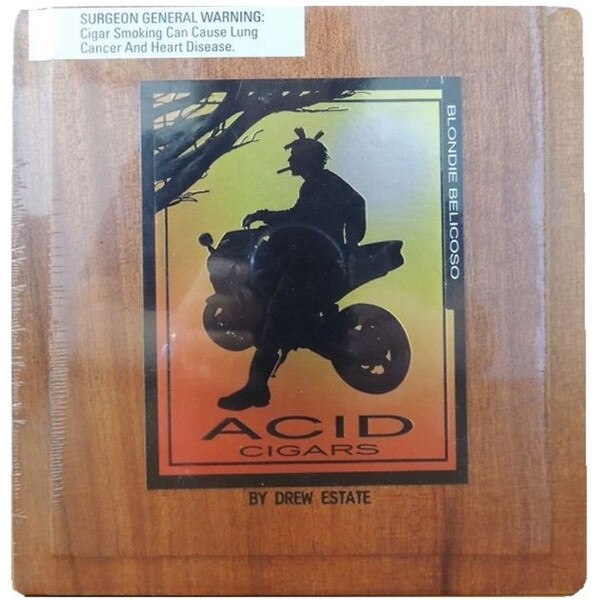 SURGEON GENERAL WARNING:
Cigar Smoking Can Cause Lung
Cancer And Heart Disease.
BLONDIE BELICOSO
ACID
CIGARS
BY DREW ESTATE